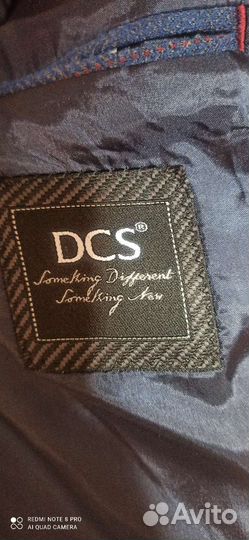 DCS®
Something Different
Something New
REDMI NOTE 8 PRO
AI QUAD CAMERA
Avito